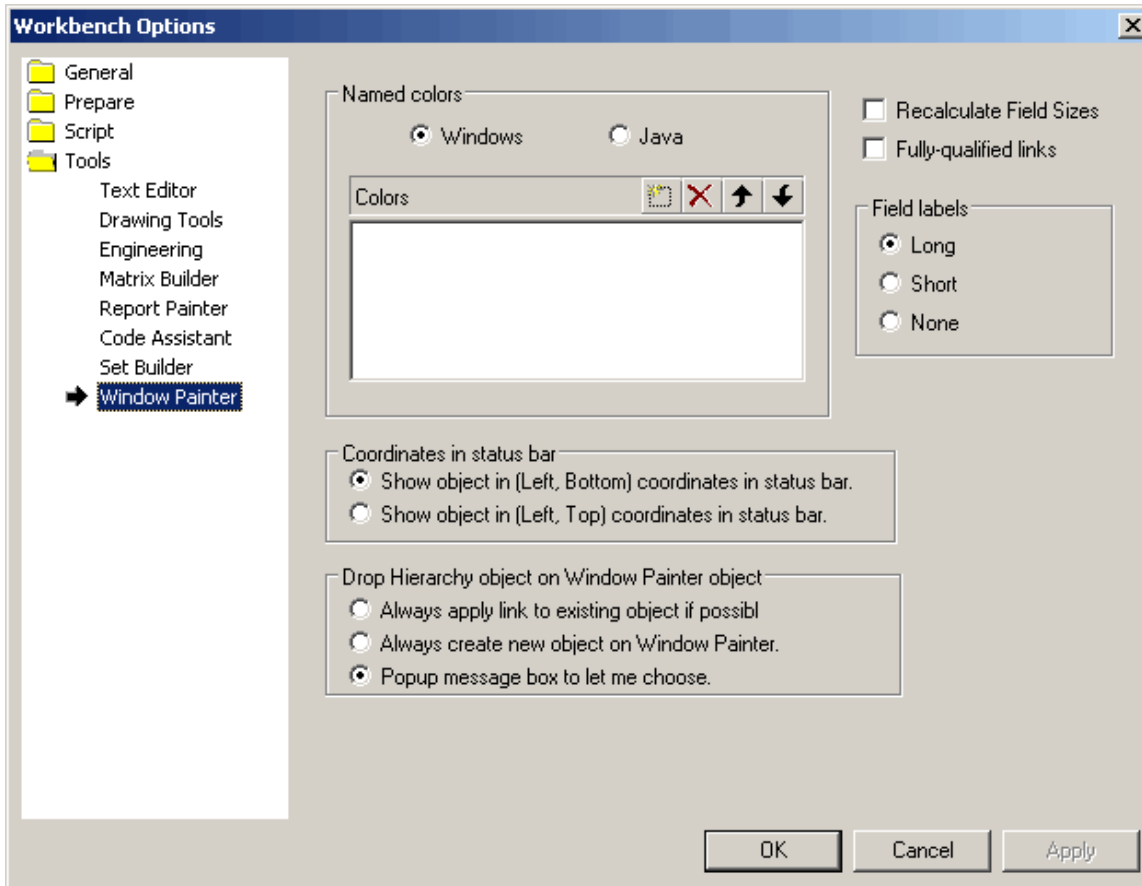 Workbench Options
General
Prepare
Script
Tools
Text Editor
Drawing Tools
Engineering
Matrix Builder
Report Painter
Code Assistant
Set Builder
Window Painter
Named colors
Windows Java
Colors
Recalculate Field Sizes
Fully-qualified links
Field labels
Long
Short
None
Coordinates in status bar
Show object in (Left, Bottom) coordinates in status bar.
Show object in (Left, Top) coordinates in status bar.
Drop Hierarchy object on Window Painter object
Always apply link to existing object if possibl
Always create new object on Window Painter.
Popup message box to let me choose.
OK Cancel Apply